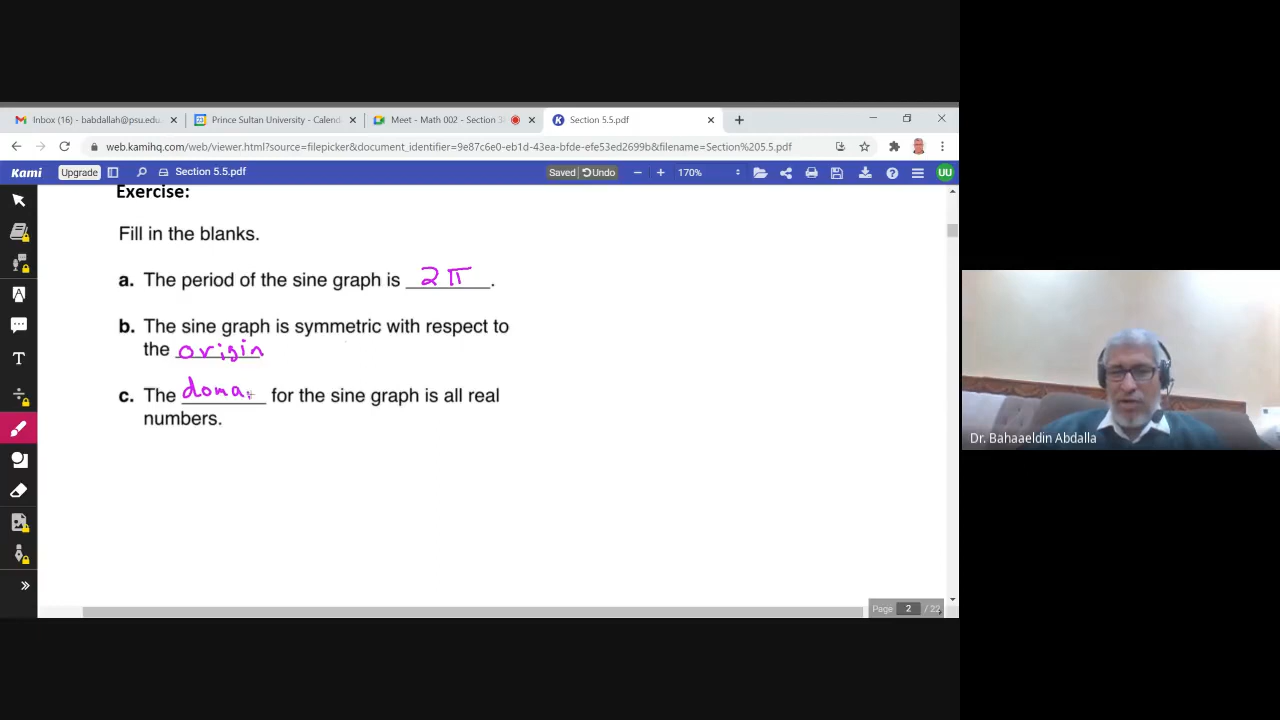 Inbox (16) - babdallah@psu.edu.
Prince Sultan University - Calend
Meet - Math 002 - Section 3
Section 5.5.pdf
web.kamihq.com/web/viewer.html?source=filepicker&document_identifier=9e87c6e0-eb1d-43ea-bfde-efe53ed2699b&filename=Section%205.5.pdf
Kami Upgrade Section 5.5.pdf Saved Undo 170% UU
Exercise:
Fill in the blanks.
a. The period of the sine graph is 2π.
b. The sine graph is symmetric with respect to
the origin
c. The doma for the sine graph is all real
numbers.
Dr. Bahaaeldin Abdalla
Page 2 / 22